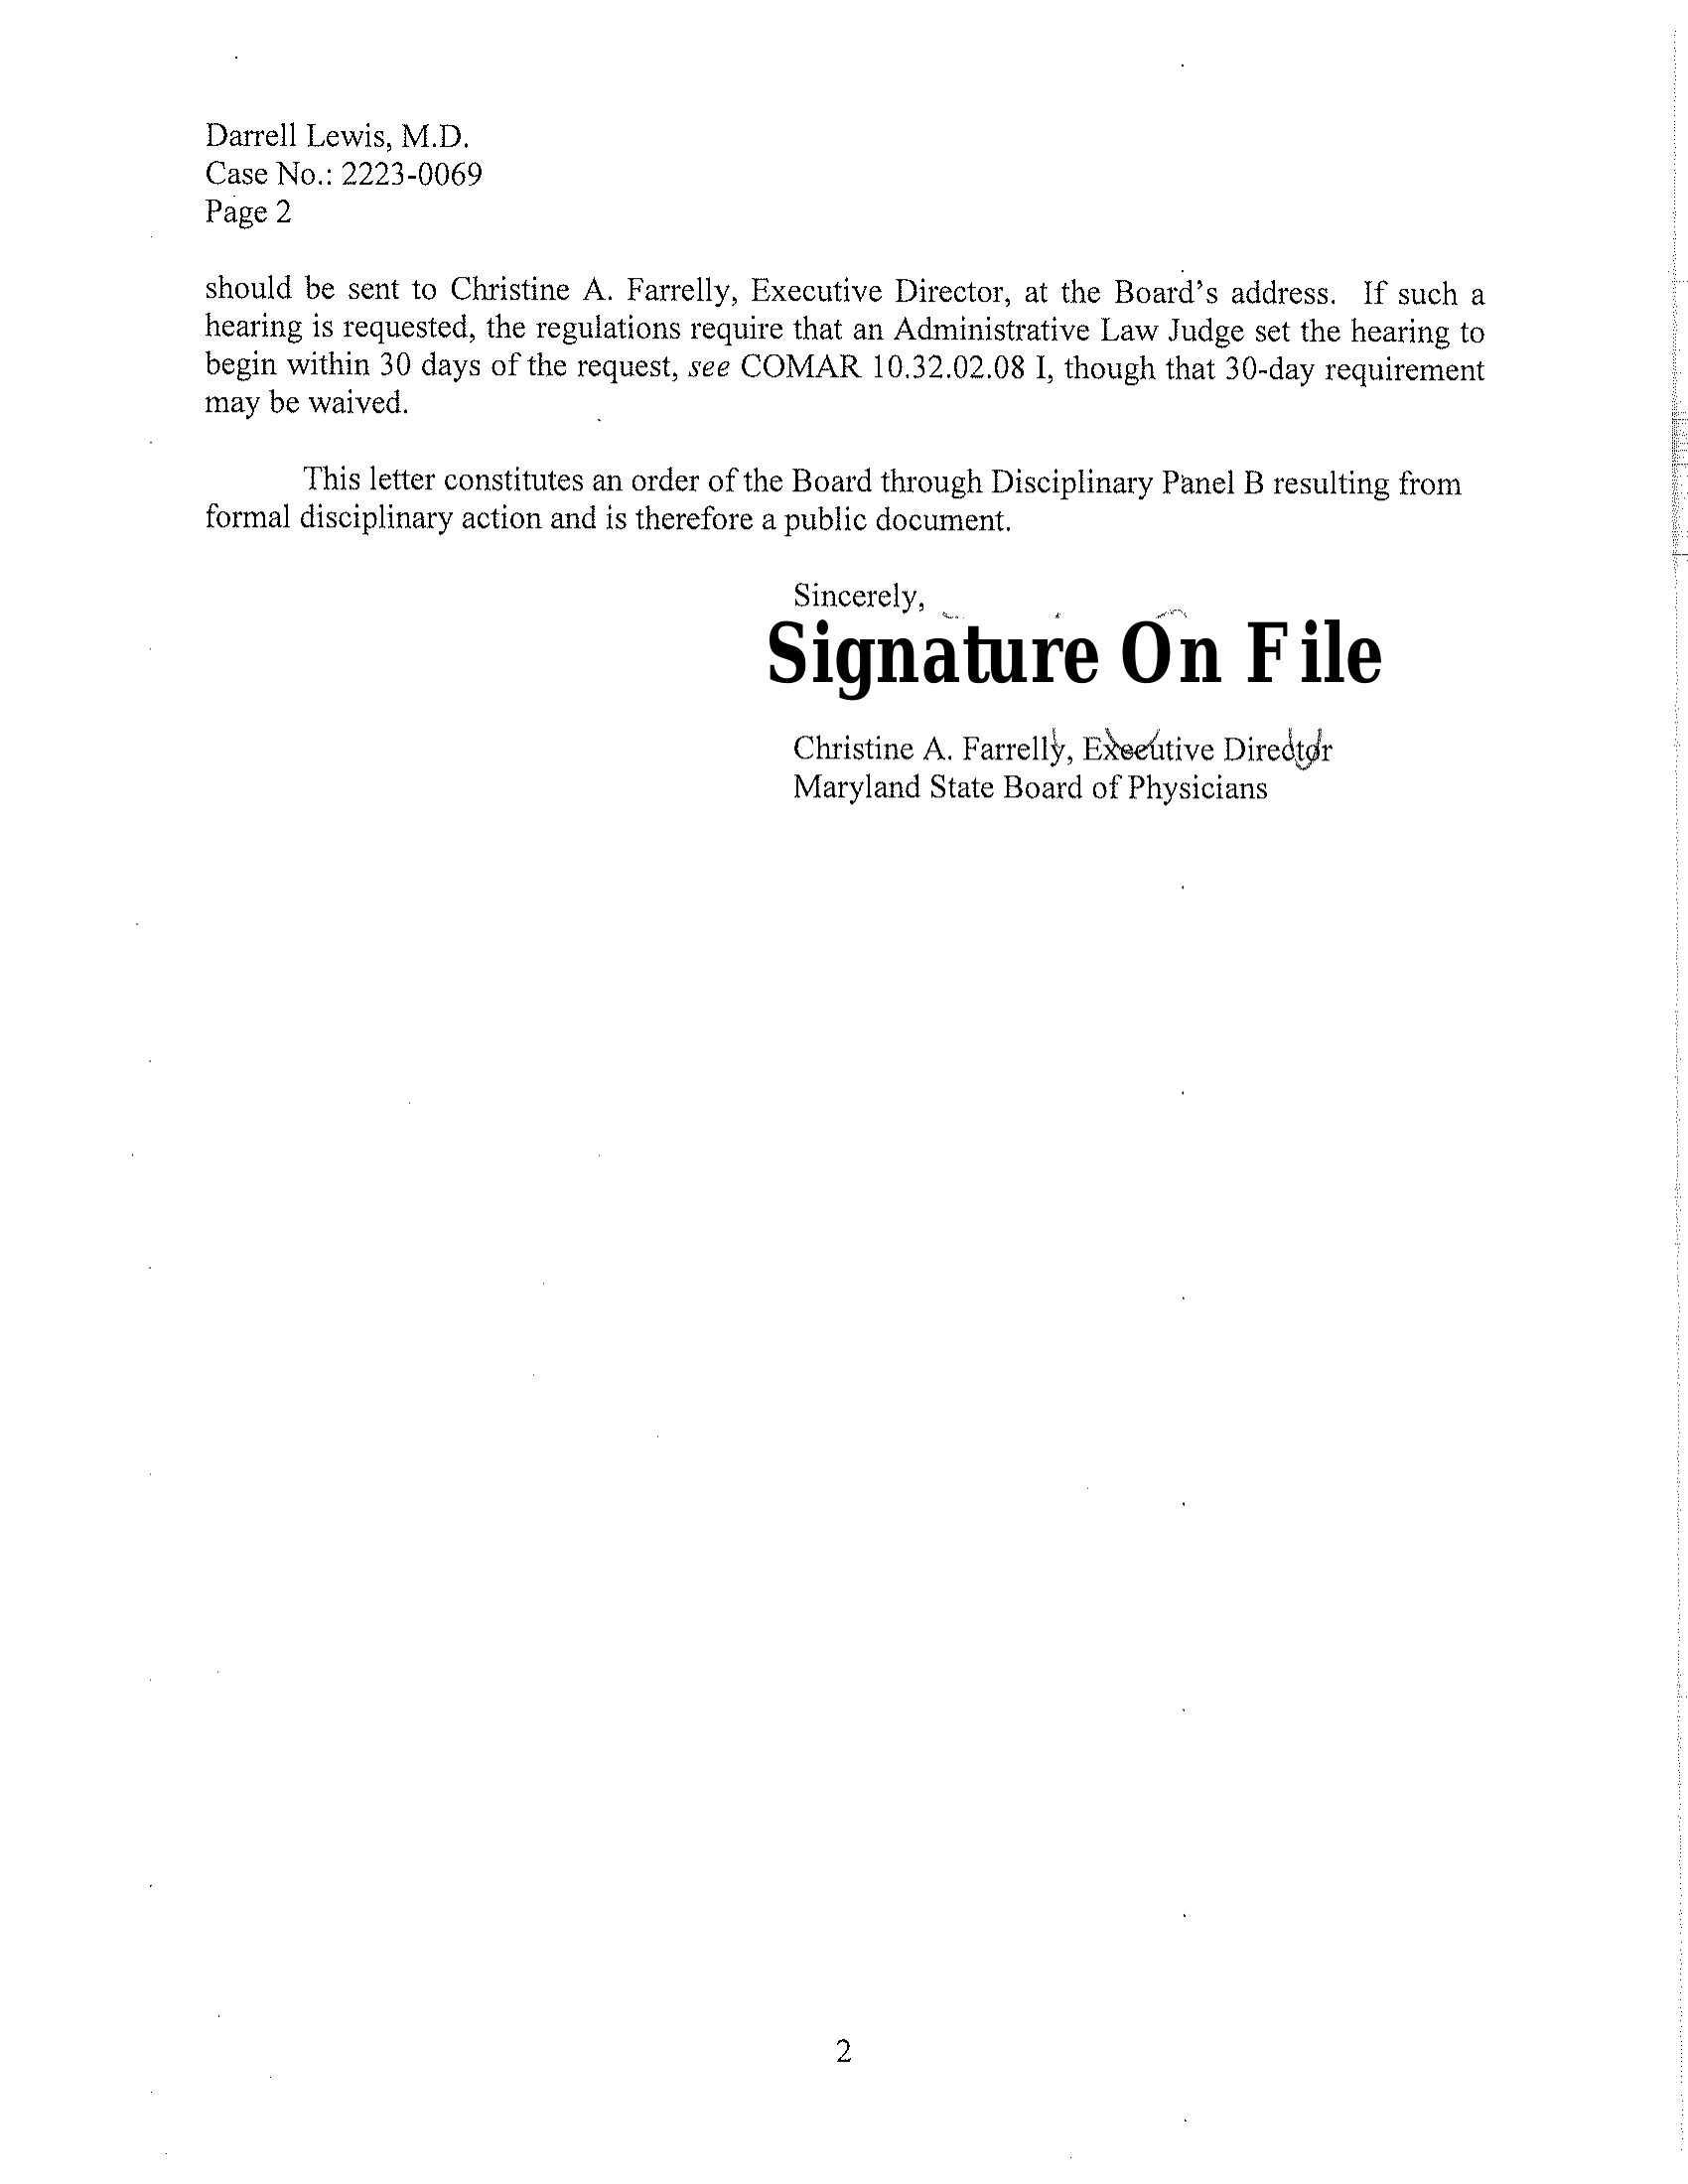 Darrell Lewis, M.D.
Case No.: 2223-0069
Page 2
should be sent to Christine A. Farrelly, Executive Director, at the Board's address. If such a
hearing is requested, the regulations require that an Administrative Law Judge set the hearing to
begin within 30 days of the request, see COMAR 10.32.02.08 I, though that 30-day requirement
may be waived.
This letter constitutes an order of the Board through Disciplinary Panel B resulting from
formal disciplinary action and is therefore a public document.
Sincerely,
Signature On File
Christine A. Farrelly, Executive Director
Maryland State Board of Physicians
2